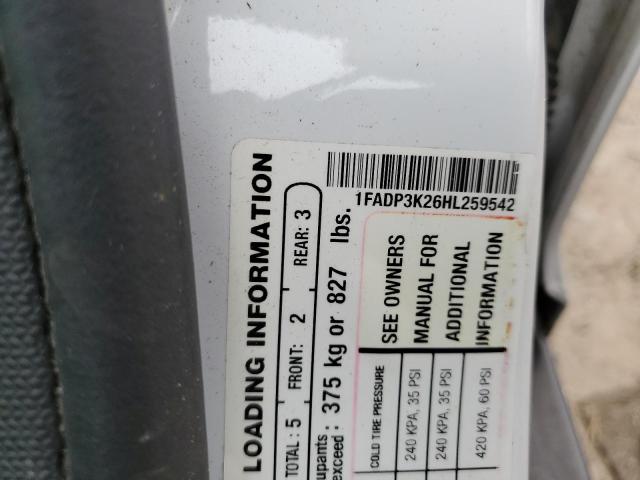 1FADP3K26HL259542
LOADING INFORMATION
TOTAL: 5 FRONT: 2 REAR: 3
upants : 375 kg or 827 lbs.
exceed :
COLD TIRE PRESSURE
SEE OWNERS
MANUAL FOR
ADDITIONAL
INFORMATION
240 KPA, 35 PSI
240 KPA, 35 PSI
420 KPA, 60 PSI